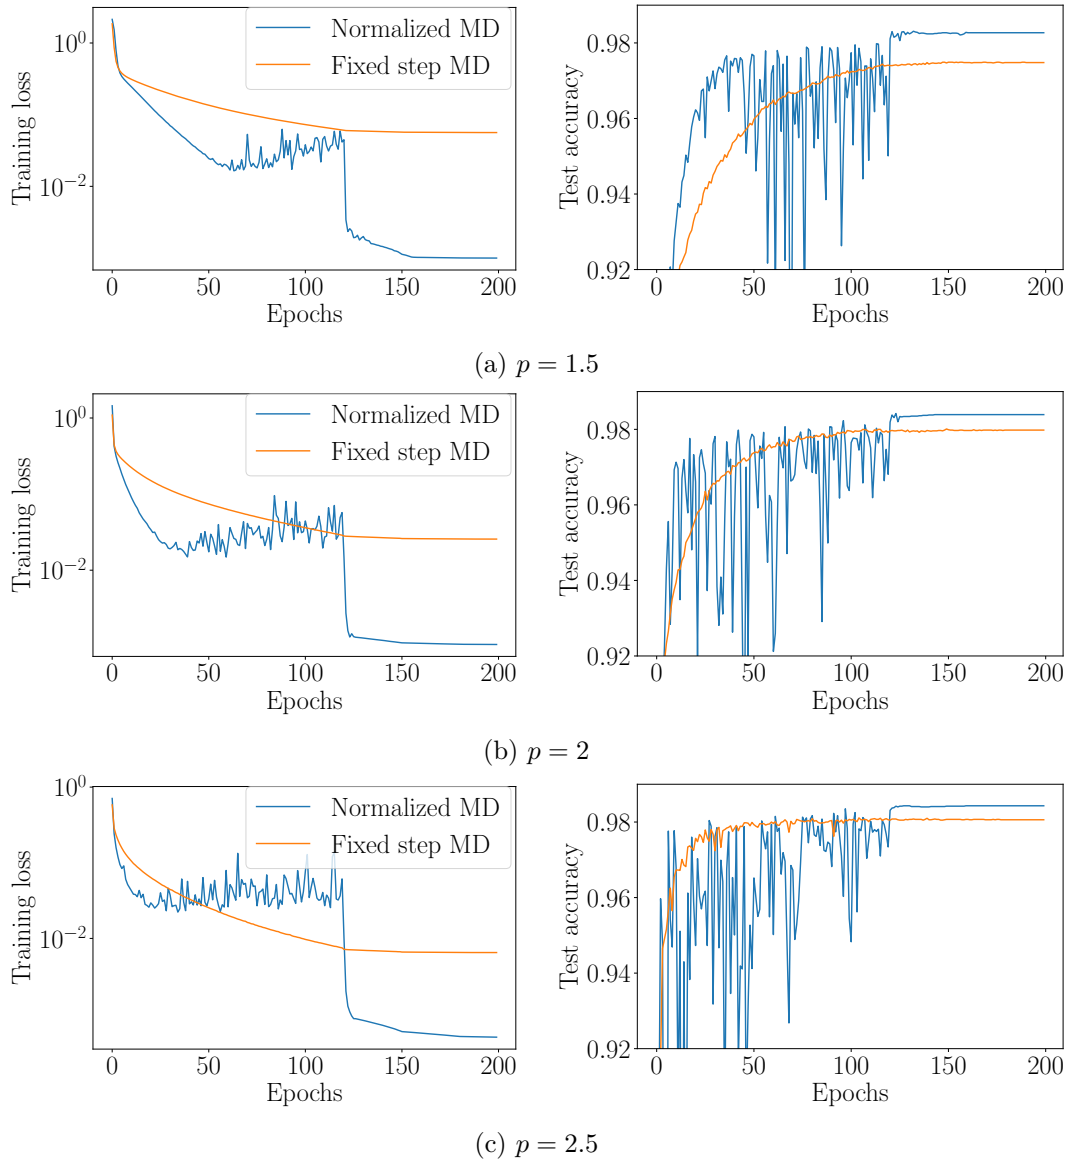 Training loss
10^0
10^-2
Normalized MD
Fixed step MD
0 50 100 150 200
Epochs
Test accuracy
0.98
0.96
0.94
0.92
0 50 100 150 200
Epochs
(a) p = 1.5
Training loss
10^0
10^-2
Normalized MD
Fixed step MD
0 50 100 150 200
Epochs
Test accuracy
0.98
0.96
0.94
0.92
0 50 100 150 200
Epochs
(b) p = 2
Training loss
10^0
10^-2
Normalized MD
Fixed step MD
0 50 100 150 200
Epochs
Test accuracy
0.98
0.96
0.94
0.92
0 50 100 150 200
Epochs
(c) p = 2.5